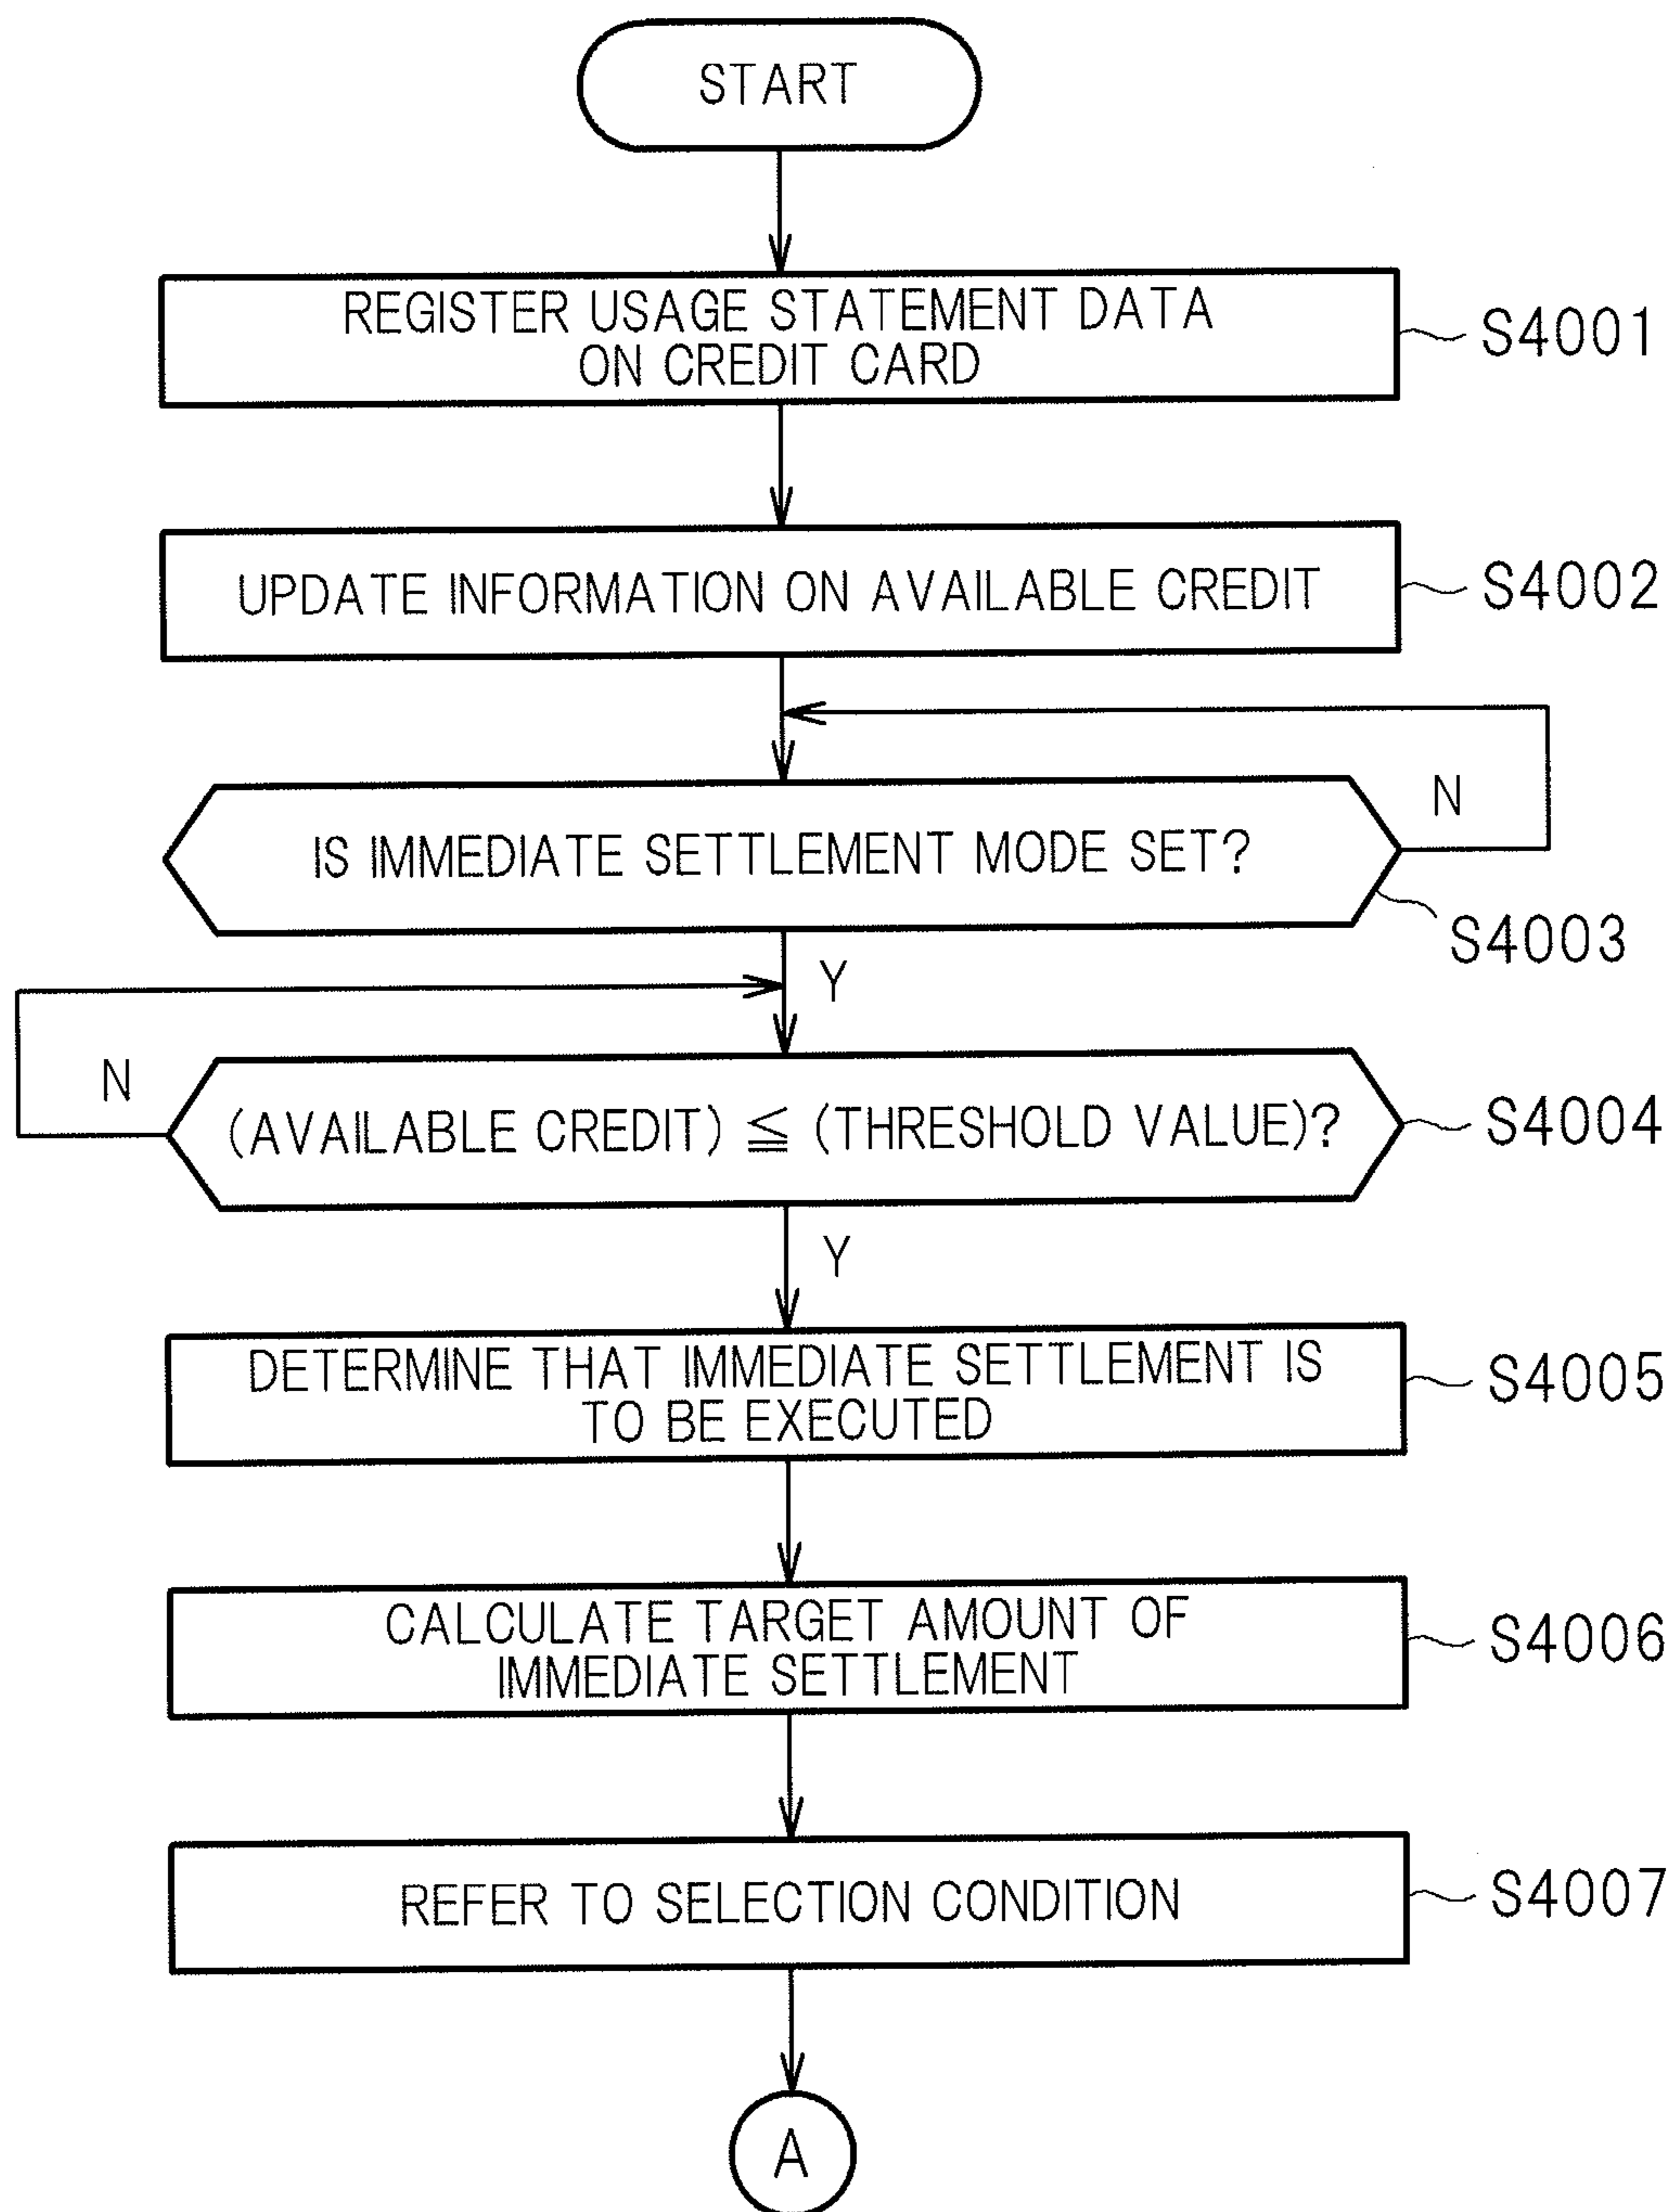 START
REGISTER USAGE STATEMENT DATA
ON CREDIT CARD
S4001
UPDATE INFORMATION ON AVAILABLE CREDIT
S4002
N
IS IMMEDIATE SETTLEMENT MODE SET?
S4003
Y
N
(AVAILABLE CREDIT) ≦ (THRESHOLD VALUE)?
S4004
Y
DETERMINE THAT IMMEDIATE SETTLEMENT IS
TO BE EXECUTED
S4005
CALCULATE TARGET AMOUNT OF
IMMEDIATE SETTLEMENT
S4006
REFER TO SELECTION CONDITION
S4007
A